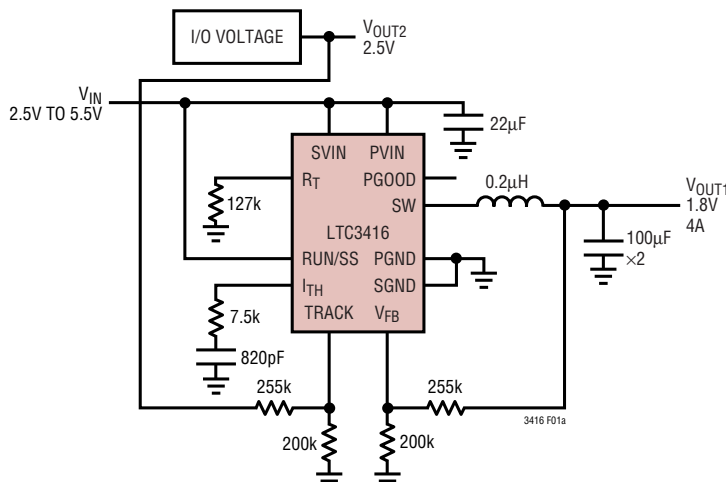 I/O VOLTAGE
VOUT2
2.5V
VIN
2.5V TO 5.5V
22μF
SVIN PVIN
RT
PGOOD
127k
SW
0.2μH
VOUT1
1.8V
4A
LTC3416
100μF
×2
RUN/SS
PGND
ITH
SGND
7.5k
TRACK VFB
820pF
255k
255k
200k
200k
3416 F01a